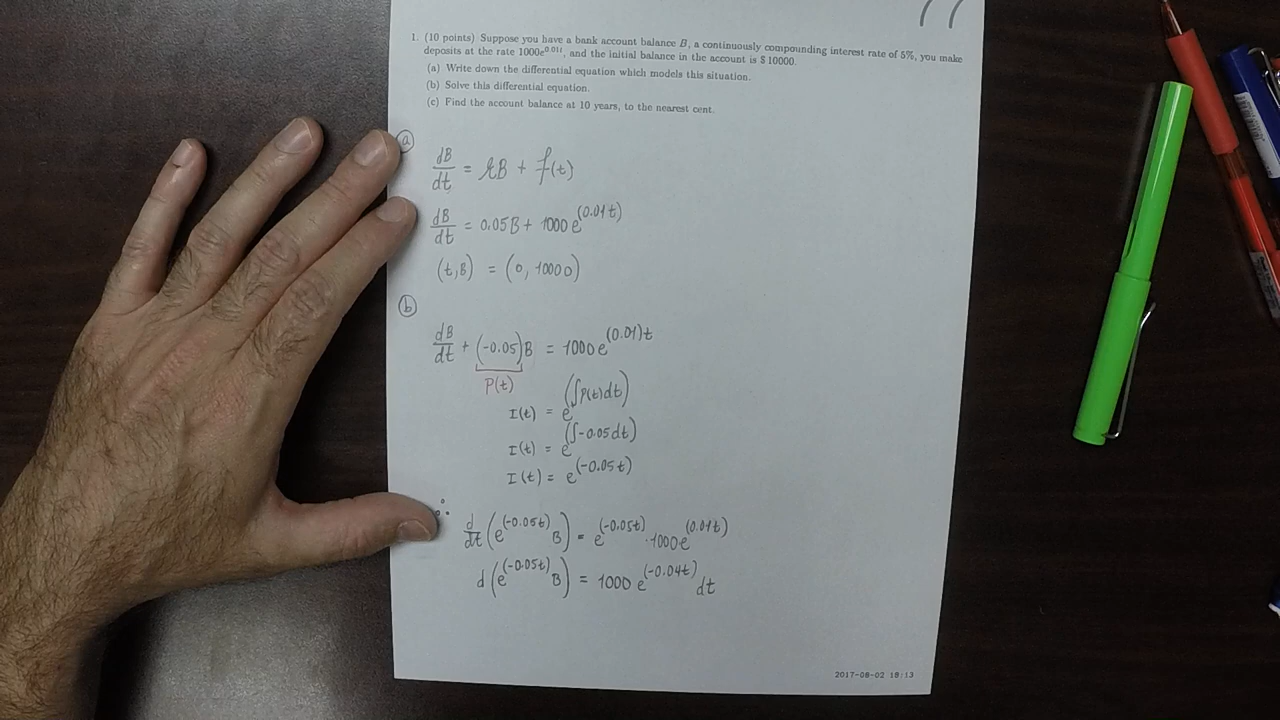 1. (10 points) Suppose you have a bank account balance B, a continuously compounding interest rate of 5%, you make
deposits at the rate 1000e^{0.01t}, and the initial balance in the account is $ 10000.
(a) Write down the differential equation which models this situation.
(b) Solve this differential equation.
(c) Find the account balance at 10 years, to the nearest cent.
(a)
dB/dt = rB + f(t)
dB/dt = 0.05B + 1000 e^(0.01t)
(t,B) = (0, 10000)
(b)
dB/dt + (-0.05)B = 1000 e^(0.01)t
P(t)
I(t) = e^(∫P(t)dt)
I(t) = e^(∫-0.05dt)
I(t) = e^(-0.05t)
∴
d/dt (e^(-0.05t) B) = e^(-0.05t) · 1000e^(0.01t)
d (e^(-0.05t) B) = 1000 e^(-0.04t) dt
2017-08-02 18:13